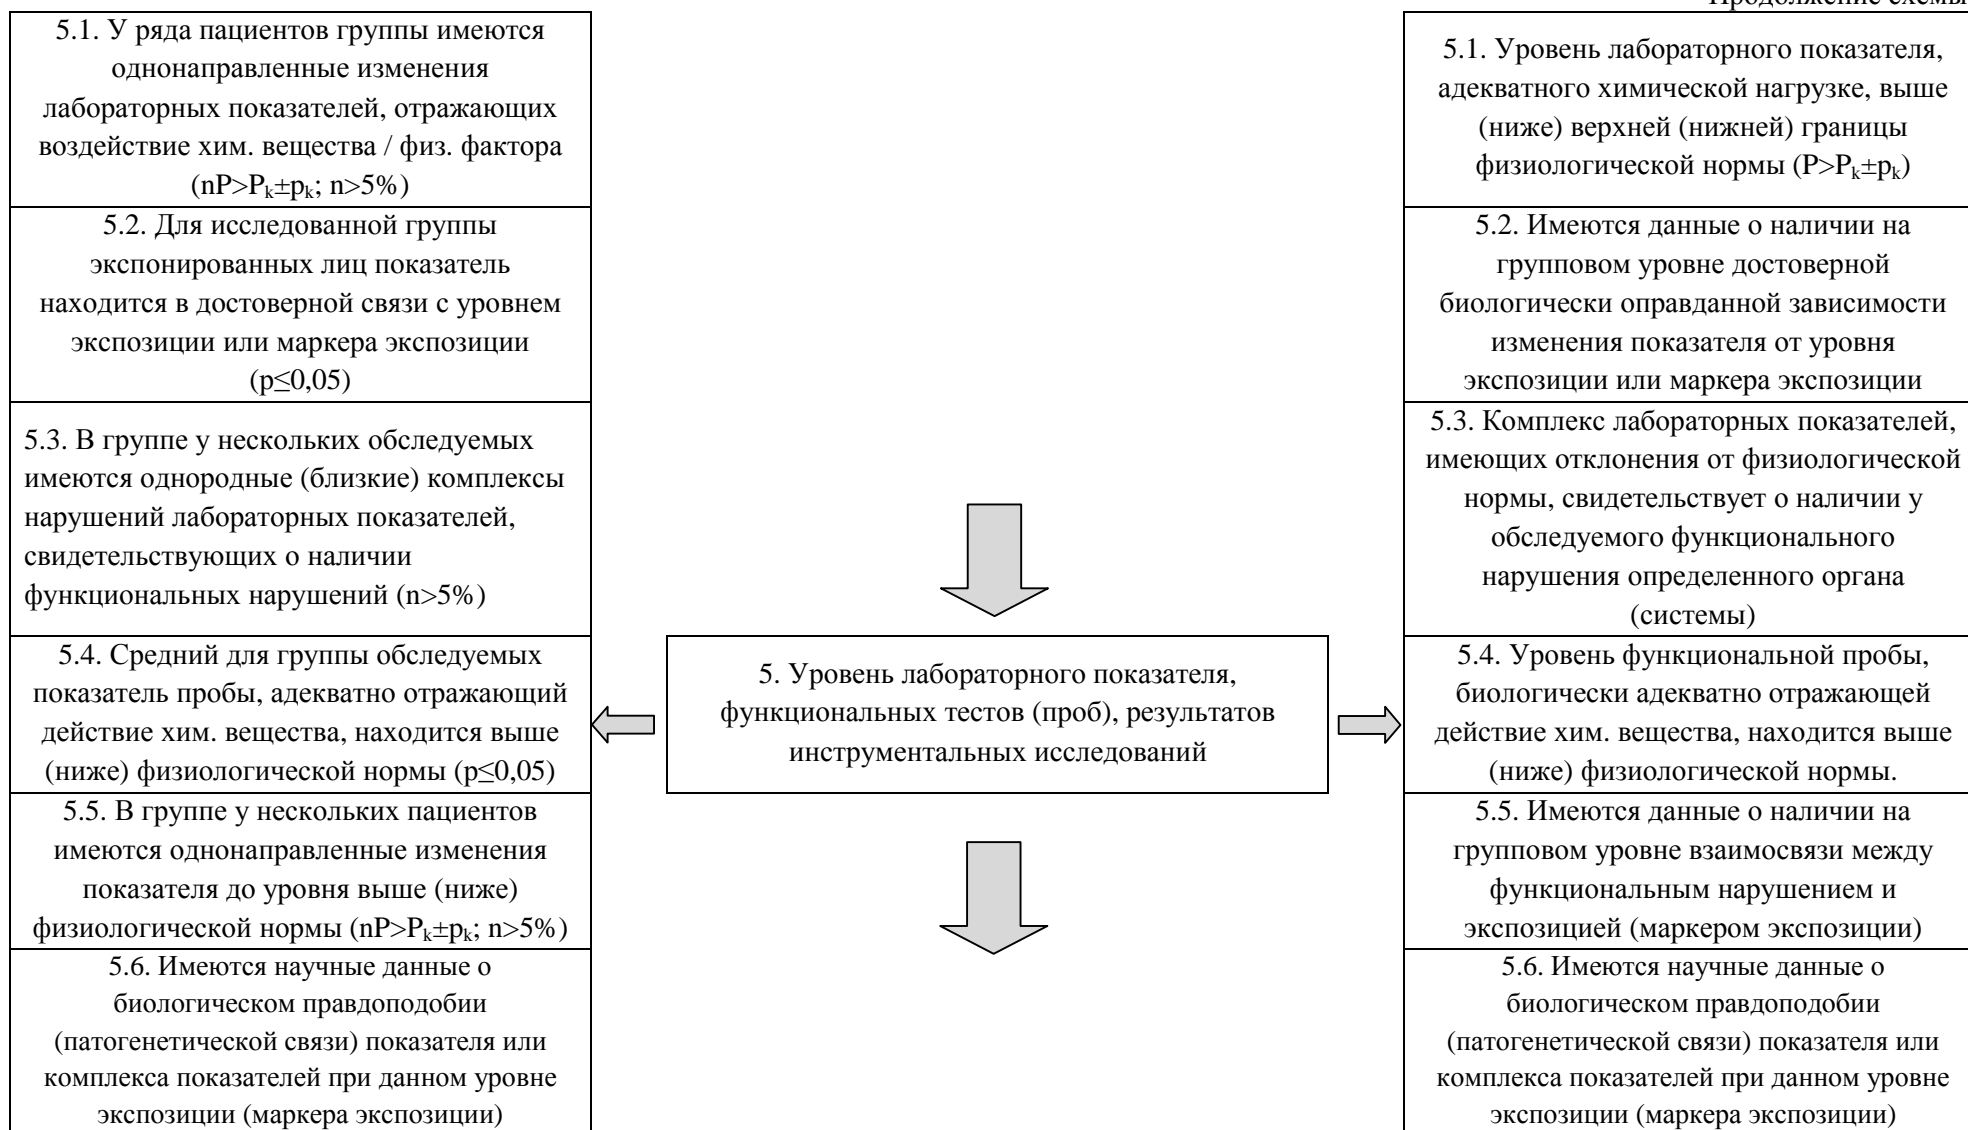 Продолжение схемы
5.1. У ряда пациентов группы имеются
однонаправленные изменения
лабораторных показателей, отражающих
воздействие хим. вещества / физ. фактора
(nP>Pk±pk; n>5%)
5.2. Для исследованной группы
экспонированных лиц показатель
находится в достоверной связи с уровнем
экспозиции или маркера экспозиции
(p≤0,05)
5.3. В группе у нескольких обследуемых
имеются однородные (близкие) комплексы
нарушений лабораторных показателей,
свидетельствующих о наличии
функциональных нарушений (n>5%)
5.4. Средний для группы обследуемых
показатель пробы, адекватно отражающий
действие хим. вещества, находится выше
(ниже) физиологической нормы (p≤0,05)
5.5. В группе у нескольких пациентов
имеются однонаправленные изменения
показателя до уровня выше (ниже)
физиологической нормы (nP>Pk±pk; n>5%)
5.6. Имеются научные данные о
биологическом правдоподобии
(патогенетической связи) показателя или
комплекса показателей при данном уровне
экспозиции (маркера экспозиции)
5. Уровень лабораторного показателя,
функциональных тестов (проб), результатов
инструментальных исследований
5.1. Уровень лабораторного показателя,
адекватного химической нагрузке, выше
(ниже) верхней (нижней) границы
физиологической нормы (P>Pk±pk)
5.2. Имеются данные о наличии на
групповом уровне достоверной
биологически оправданной зависимости
изменения показателя от уровня
экспозиции или маркера экспозиции
5.3. Комплекс лабораторных показателей,
имеющих отклонения от физиологической
нормы, свидетельствует о наличии у
обследуемого функционального
нарушения определенного органа
(системы)
5.4. Уровень функциональной пробы,
биологически адекватно отражающей
действие хим. вещества, находится выше
(ниже) физиологической нормы.
5.5. Имеются данные о наличии на
групповом уровне взаимосвязи между
функциональным нарушением и
экспозицией (маркером экспозиции)
5.6. Имеются научные данные о
биологическом правдоподобии
(патогенетической связи) показателя или
комплекса показателей при данном уровне
экспозиции (маркера экспозиции)